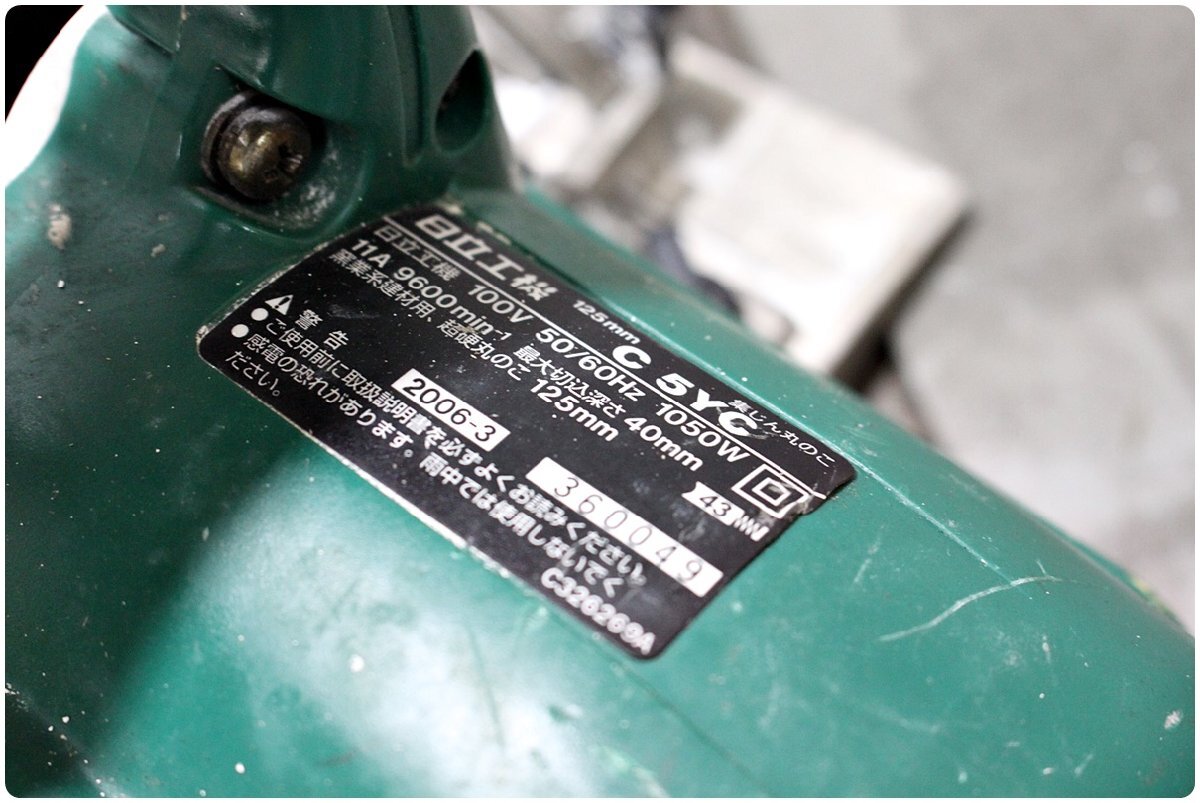 日立工機 125mm C 5YC 集じん丸のこ
日立工機 100V 50/60Hz 1050W
11A 9600min-1 最大切込深さ 40mm
窯業系建材用、超硬丸のこ 125mm
43
警告 2006-3 360049
●ご使用前に取扱説明書を必ずよくお読みください。
●感電の恐れがあります。雨中では使用しないでく
ださい。
C326269A